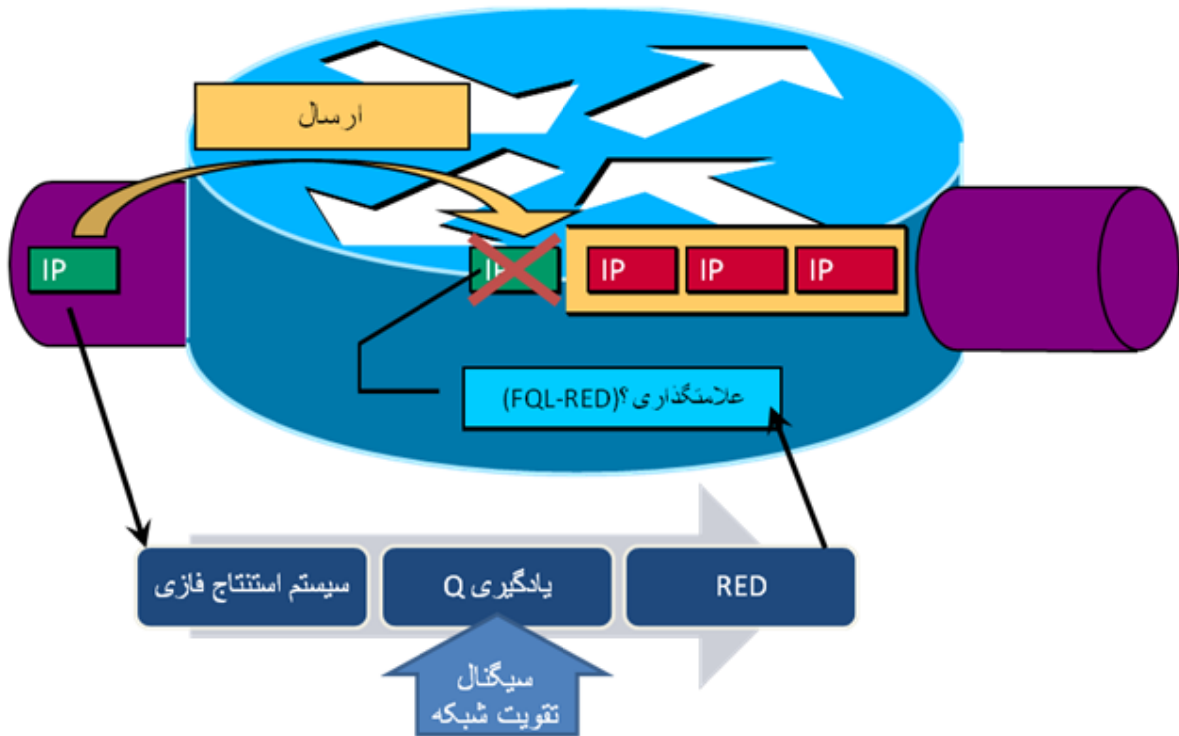 ارسال
IP
IP
IP
IP
IP
علامتگذاری؟(FQL-RED)
سیستم استنتاج فازی
یادگیری Q
RED
سیگنال
تقویت شبکه